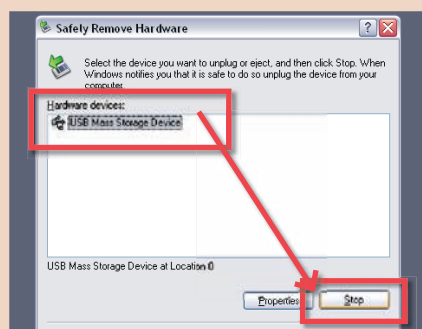 Safely Remove Hardware
Select the device you want to unplug or eject, and then click Stop. When
Windows notifies you that it is safe to do so unplug the device from your
computer.
Hardware devices:
USB Mass Storage Device
USB Mass Storage Device at Location 0
Properties
Stop